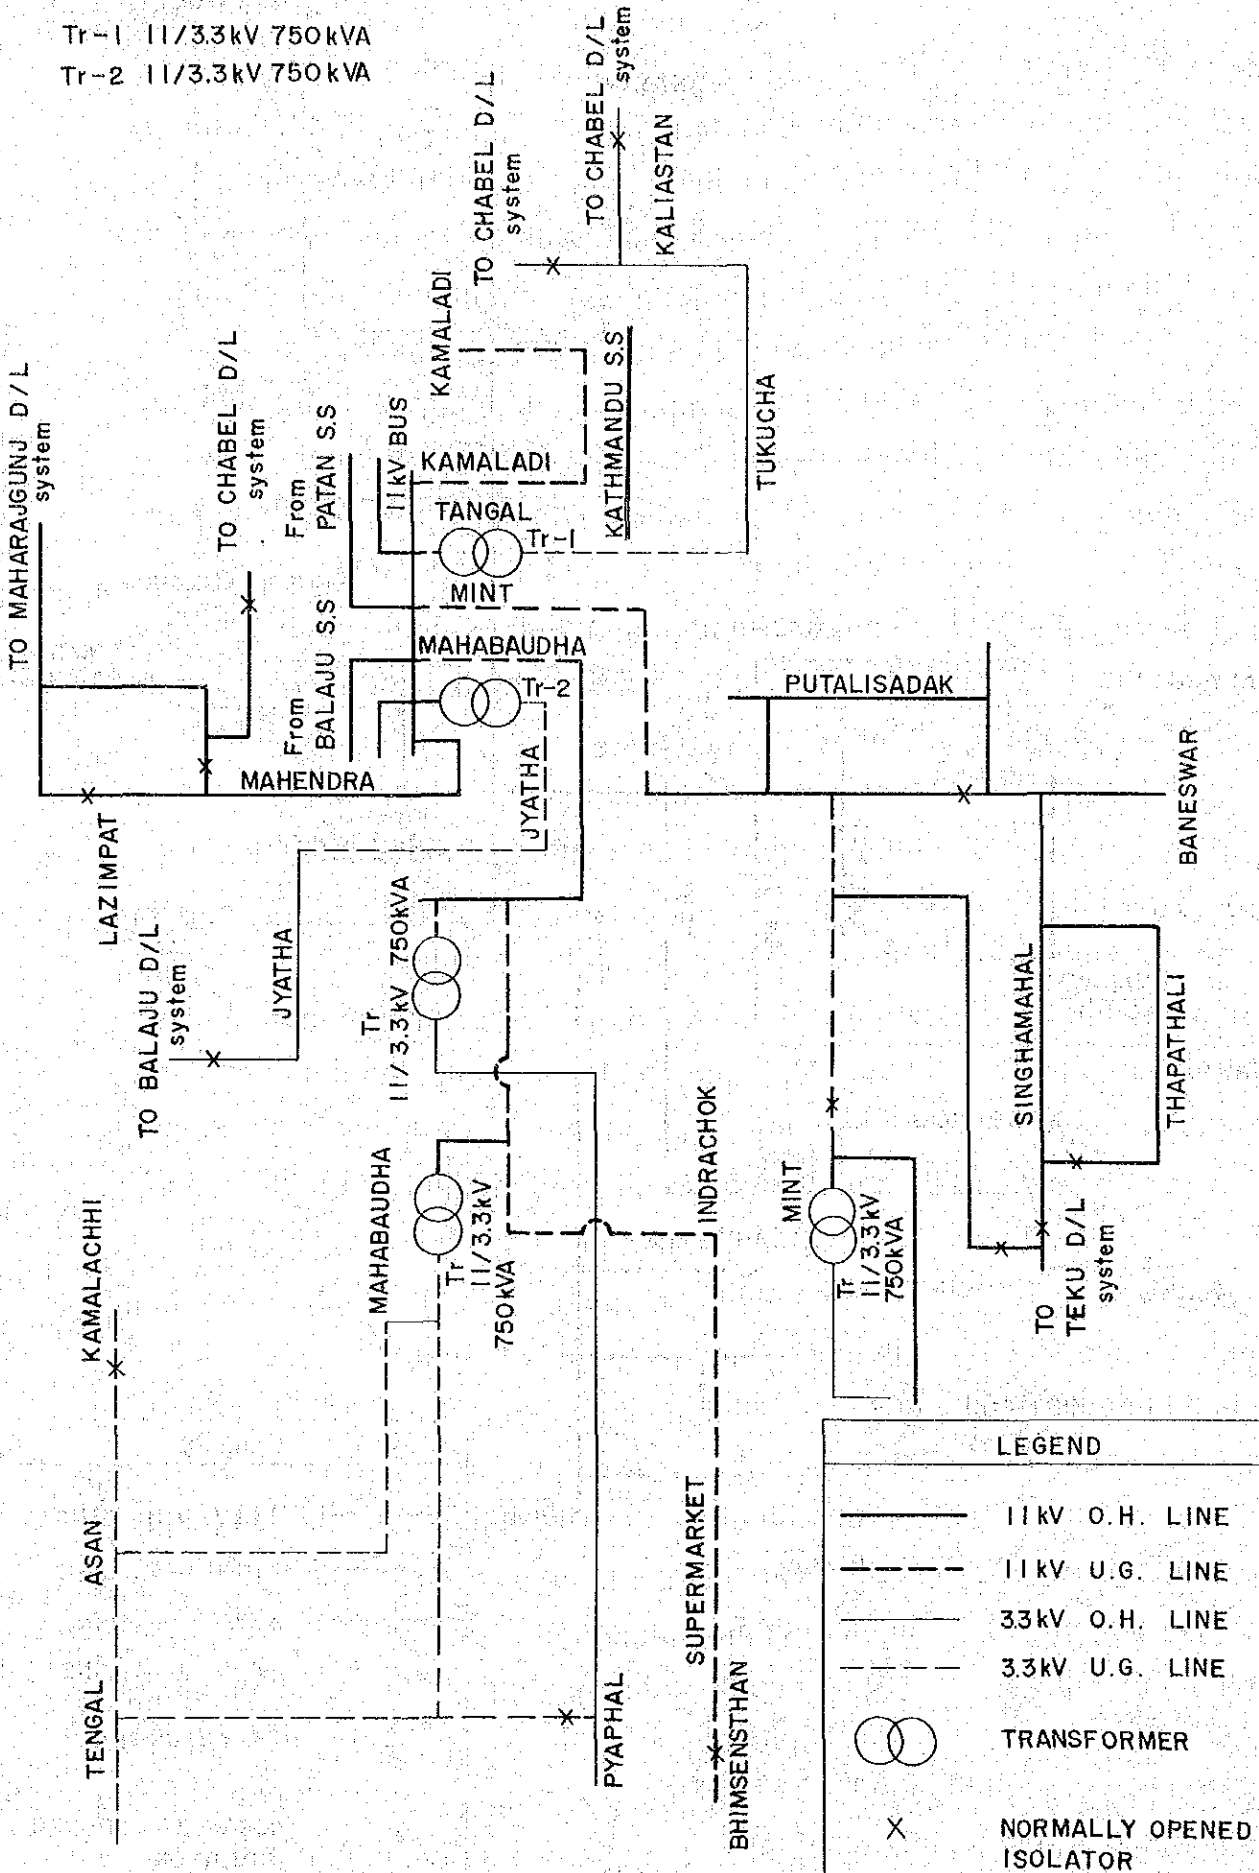 Tr-1 11/3.3kV 750kVA
Tr-2 11/3.3kV 750kVA
TO MAHARAJGUNJ D/L
system
TO CHABEL D/L
system
TO CHABEL D/L
system
TO CHABEL D/L
system
KALIASTAN
KAMALADI
From
PATAN S.S
11kV BUS
KAMALADI
TANGAL
Tr-1
KATHMANDU S.S
TUKUCHA
MINT
From
BALAJU S.S
MAHABAUDHA
Tr-2
MAHENDRA
JYATHA
LAZIMPAT
PUTALISADAK
BANESWAR
TO BALAJU D/L
system
JYATHA
Tr
11/3.3kV 750kVA
SINGHAMAHAL
THAPATHALI
KAMALACHHI
MAHABAUDHA
Tr
11/3.3kV
750kVA
INDRACHOK
MINT
Tr
11/3.3kV
750kVA
TO
TEKU D/L
system
TENGAL
ASAN
PYAPHAL
SUPERMARKET
BHIMSENSTHAN
LEGEND
11kV O.H. LINE
11kV U.G. LINE
3.3kV O.H. LINE
3.3kV U.G. LINE
TRANSFORMER
X NORMALLY OPENED
ISOLATOR